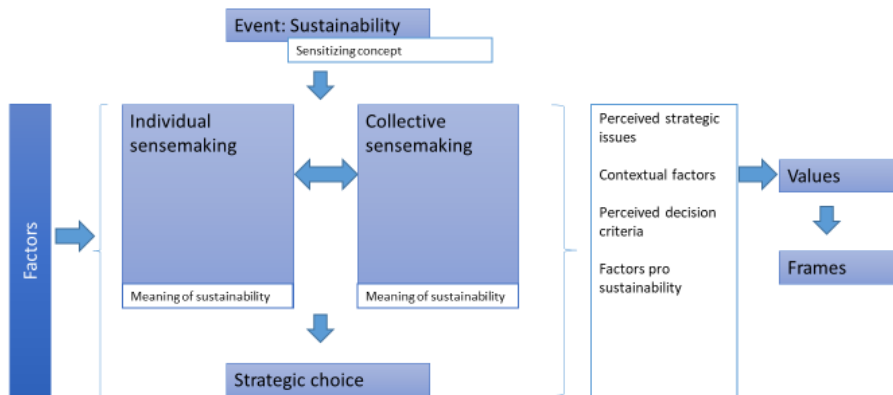 Event: Sustainability
Sensitizing concept
Factors
Individual
sensemaking
Meaning of sustainability
Collective
sensemaking
Meaning of sustainability
Strategic choice
Perceived strategic
issues
Contextual factors
Perceived decision
criteria
Factors pro
sustainability
Values
Frames